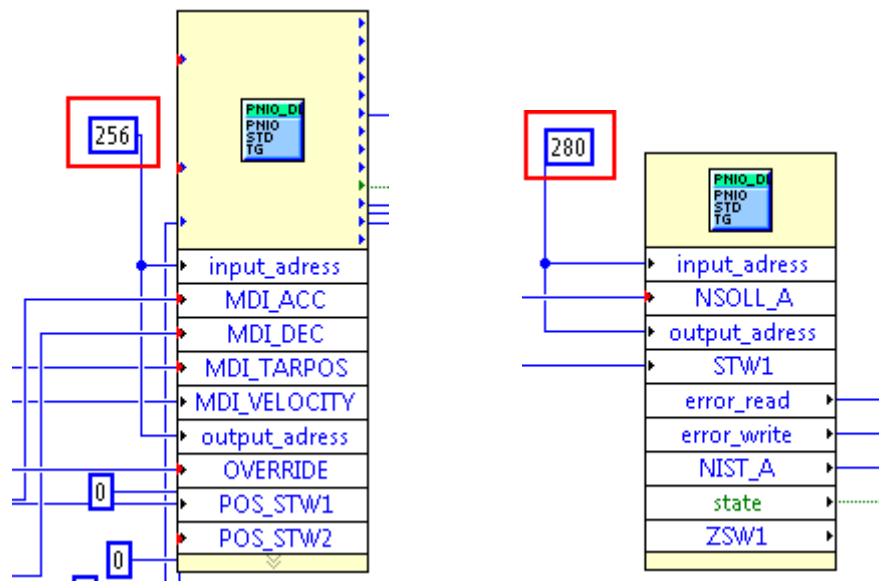 256
PNIO_DI
PNIO
STD
TG
input_adress
MDI_ACC
MDI_DEC
MDI_TARPOS
MDI_VELOCITY
output_adress
OVERRIDE
0
POS_STW1
POS_STW2
0
280
PNIO_DI
PNIO
STD
TG
input_adress
NSOLL_A
output_adress
STW1
error_read
error_write
NIST_A
state
ZSW1